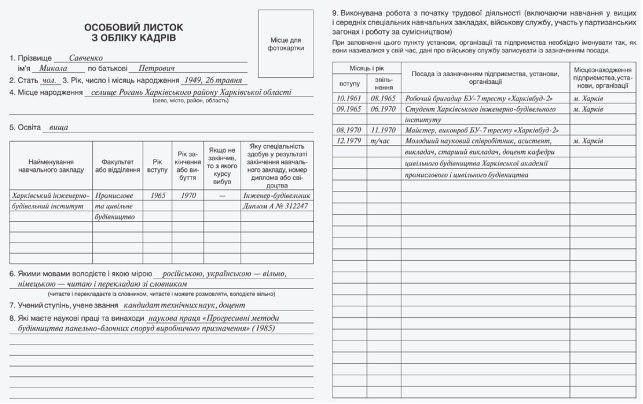 ОСОБОВИЙ ЛИСТОК
З ОБЛІКУ КАДРІВ
Місце для
фотокартки
1. Прізвище Савченко
ім'я Микола по батькові Петрович
2. Стать чол. 3. Рік, число і місяць народження 1949, 26 травня
4. Місце народження селище Рогань Харківського району Харківської області
(село, місто, район, область)
5. Освіта вища
Найменування навчального закладу | Факультет або відділення | Рік вступу | Рік закінчення або вибуття | Якщо не закінчив, то з якого курсу вибув | Яку спеціальність здобув у результаті закінчення навчального закладу, номер диплома або свідоцтва
Харківський інженерно- | Промислове | 1965 | 1970 | — | Інженер-будівельник
будівельний інститут | та цивільне | Диплом А № 312247
будівництво
6. Якими мовами володієте і якою мірою російською, українською — вільно,
німецькою — читаю і перекладаю зі словником
(читаєте і перекладаєте із словником, читаєте і можете розмовляти, володієте вільно)
7. Учений ступінь, учене звання кандидат технічних наук, доцент
8. Які маєте наукові праці та винаходи наукова праця «Прогресивні методи
будівництва панельно-блочних споруд виробничого призначення» (1985)
9. Виконувана робота з початку трудової діяльності (включаючи навчання у вищих
і середніх спеціальних навчальних закладах, військову службу, участь у партизанських
загонах і роботу за сумісництвом)
При заповненні цього пункту установи, організації та підприємства необхідно іменувати так, як
вони називалися у свій час, дані про військову службу записувати із зазначенням посади.
Місяць і рік | Посада із зазначенням підприємства, установи, організації | Місцезнаходження підприємства, установи, організації
вступу | звільнення
10.1961 | 08.1965 | Робочий бригадир БУ-7 тресту «Харківбуд-2» | м. Харків
09.1965 | 06.1970 | Студент Харківського інженерно-будівельного | м. Харків
інституту
08.1970 | 11.1970 | Майстер, виконроб БУ-7 тресту «Харківбуд-2»
12.1979 | т/час | Молодший науковий співробітник, асистент, | м. Харків
викладач, старший викладач, доцент кафедри
цивільного будівництва Харківської академії
промислового і цивільного будівництва